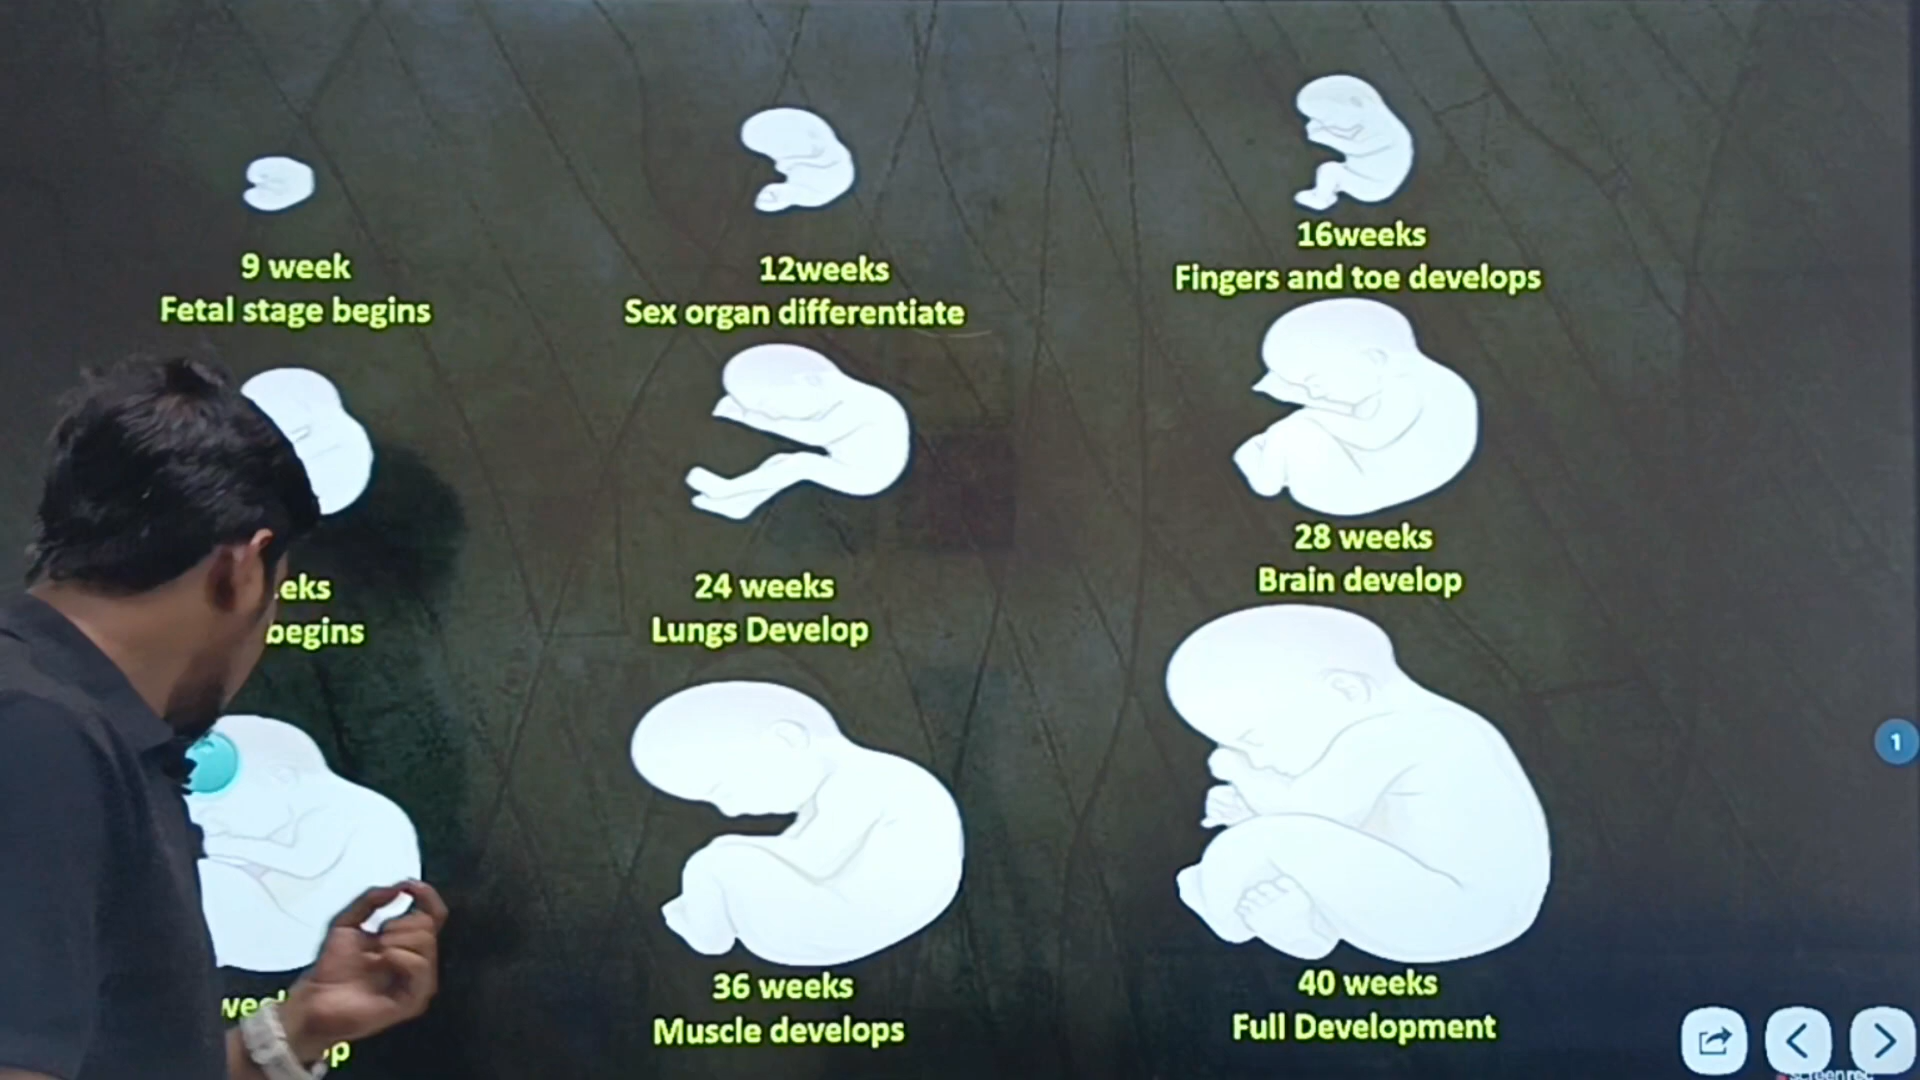 9 week
Fetal stage begins
12weeks
Sex organ differentiate
16weeks
Fingers and toe develops
begins
24 weeks
Lungs Develop
28 weeks
Brain develop
36 weeks
Muscle develops
40 weeks
Full Development
1